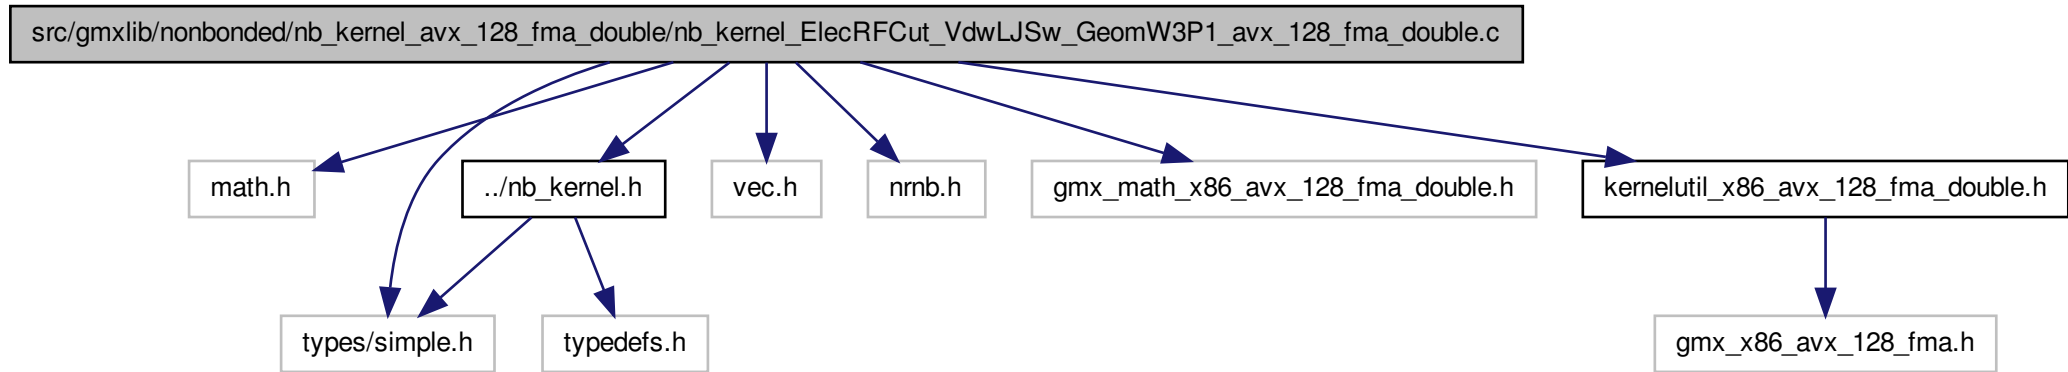 src/gmxlib/nonbonded/nb_kernel_avx_128_fma_double/nb_kernel_ElecRFCut_VdwLJSw_GeomW3P1_avx_128_fma_double.c
math.h
../nb_kernel.h
vec.h
nrnb.h
gmx_math_x86_avx_128_fma_double.h
kernelutil_x86_avx_128_fma_double.h
types/simple.h
typedefs.h
gmx_x86_avx_128_fma.h